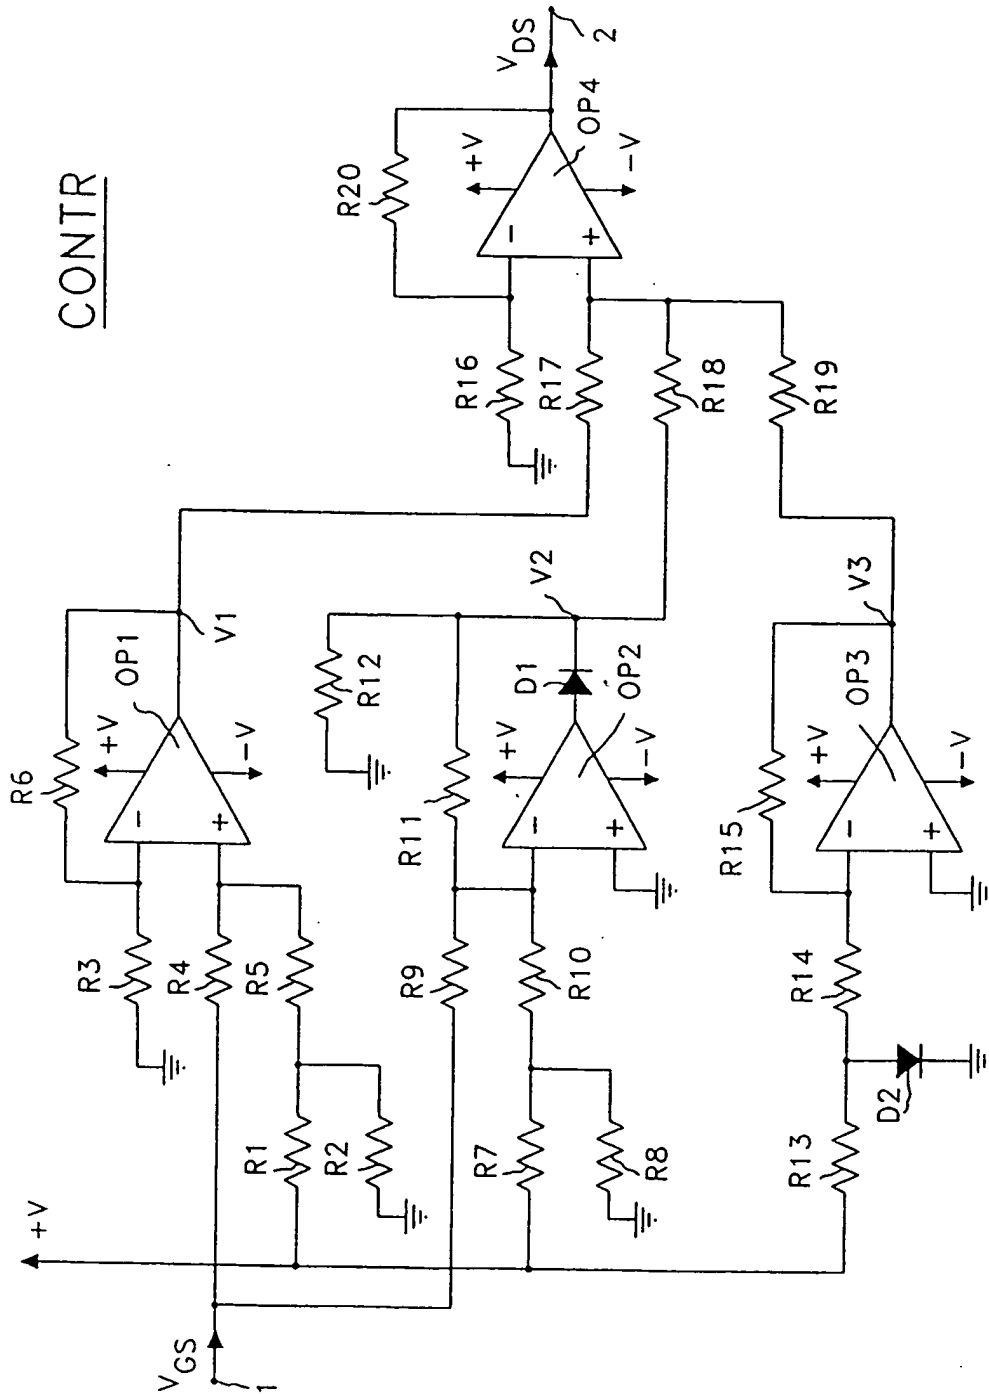 CONTR
+V
VGS
1
R1
R2
R3
R4
R5
R6
+V
-V
OP1
V1
-
+
R7
R8
R9
R10
R11
R12
+V
-V
D1
OP2
V2
-
+
R13
D2
R14
R15
+V
-V
OP3
V3
-
+
R16
R17
R18
R19
R20
+V
-V
OP4
-
+
VDS
2